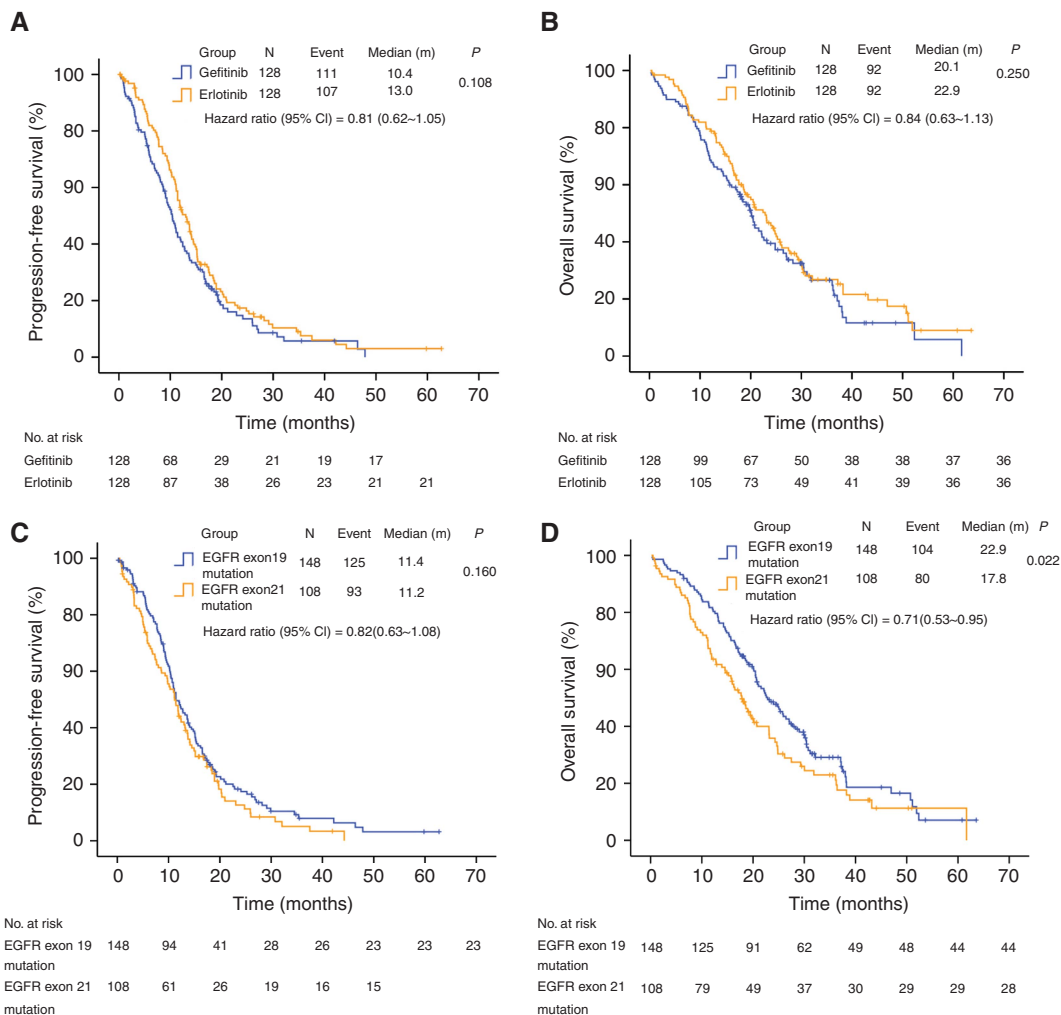 A
Group N Event Median (m) P
Gefitinib 128 111 10.4
0.108
Erlotinib 128 107 13.0
Hazard ratio (95% CI) = 0.81 (0.62~1.05)
Progression-free survival (%)
100
80
90
40
20
0
0 10 20 30 40 50 60 70
Time (months)
No. at risk
Gefitinib 128 68 29 21 19 17
Erlotinib 128 87 38 26 23 21 21
B
Group N Event Median (m) P
Gefitinib 128 92 20.1
0.250
Erlotinib 128 92 22.9
Hazard ratio (95% CI) = 0.84 (0.63~1.13)
Overall survival (%)
100
80
90
40
20
0
0 10 20 30 40 50 60 70
Time (months)
No. at risk
Gefitinib 128 99 67 50 38 38 37 36
Erlotinib 128 105 73 49 41 39 36 36
C
Group N Event Median (m) P
EGFR exon19 148 125 11.4
mutation
0.160
EGFR exon21 108 93 11.2
mutation
Hazard ratio (95% CI) = 0.82(0.63~1.08)
Progression-free survival (%)
100
80
90
40
20
0
0 10 20 30 40 50 60 70
Time (months)
No. at risk
EGFR exon 19 148 94 41 28 26 23 23 23
mutation
EGFR exon 21 108 61 26 19 16 15
mutation
D
Group N Event Median (m) P
EGFR exon19 148 104 22.9
mutation
0.022
EGFR exon21 108 80 17.8
mutation
Hazard ratio (95% CI) = 0.71(0.53~0.95)
Overall survival (%)
100
80
90
40
20
0
0 10 20 30 40 50 60 70
Time (months)
No. at risk
EGFR exon 19 148 125 91 62 49 48 44 44
mutation
EGFR exon 21 108 79 49 37 30 29 29 28
mutation